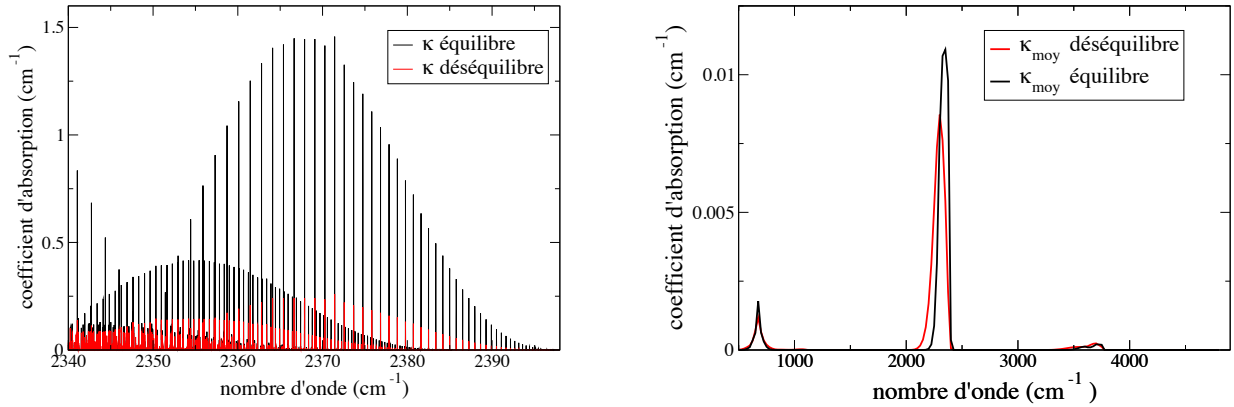 coefficient d'absorption (cm⁻¹)
1.5
1
0.5
0
2340 2350 2360 2370 2380 2390
nombre d'onde (cm⁻¹)
κ équilibre
κ déséquilibre
coefficient d'absorption (cm⁻¹)
0.01
0.005
0
1000 2000 3000 4000
nombre d'onde (cm⁻¹)
κmoy déséquilibre
κmoy équilibre